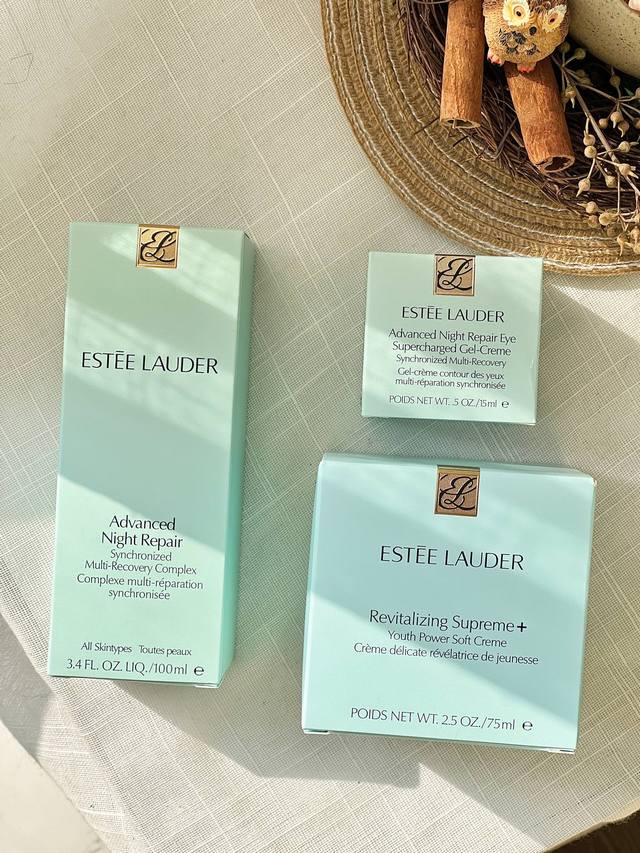 ESTĒE LAUDER
Advanced
Night Repair
Synchronized
Multi-Recovery Complex
Complexe multi-réparation
synchronisée
All Skintypes Toutes peaux
3.4 FL. OZ. LIQ./100ml ℮
ESTĒE LAUDER
Advanced Night Repair Eye
Supercharged Gel-Creme
Synchronized Multi-Recovery
Gel-crème contour des yeux
multi-réparation synchronisée
POIDS NET WT. .5 OZ./15ml ℮
ESTĒE LAUDER
Revitalizing Supreme+
Youth Power Soft Creme
Crème délicate révélatrice de jeunesse
POIDS NET WT. 2.5 OZ./75ml ℮